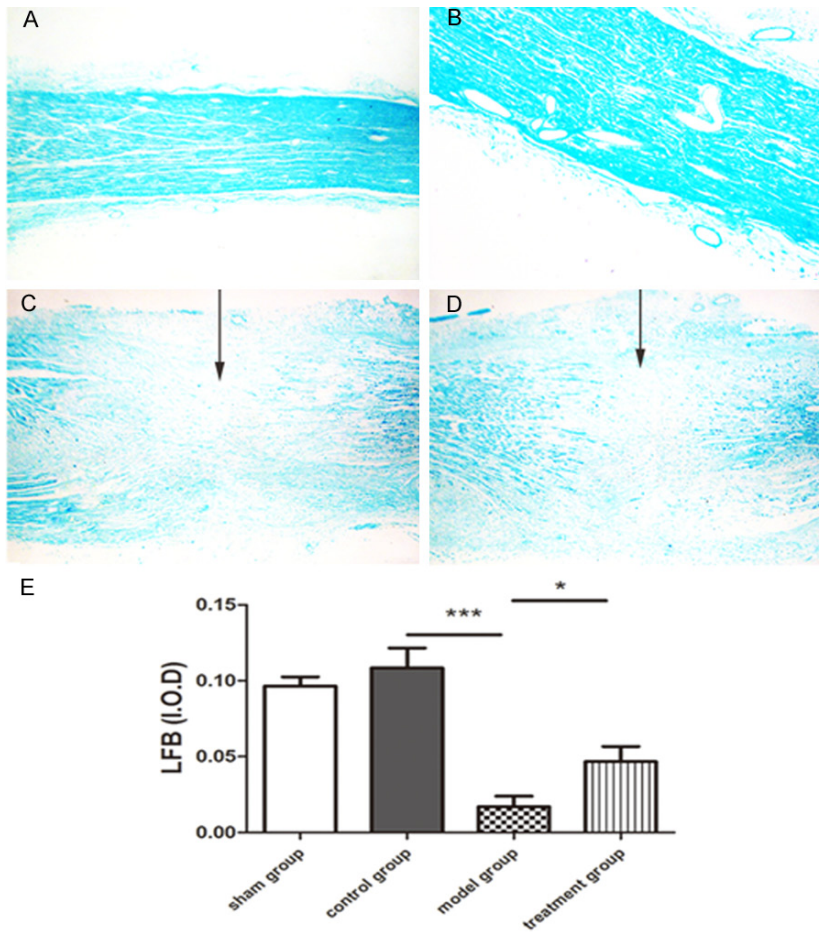 A
B
C
D
E
LFB (I.O.D)
0.15
0.10
0.05
0.00
***
*
sham group
control group
model group
treatment group